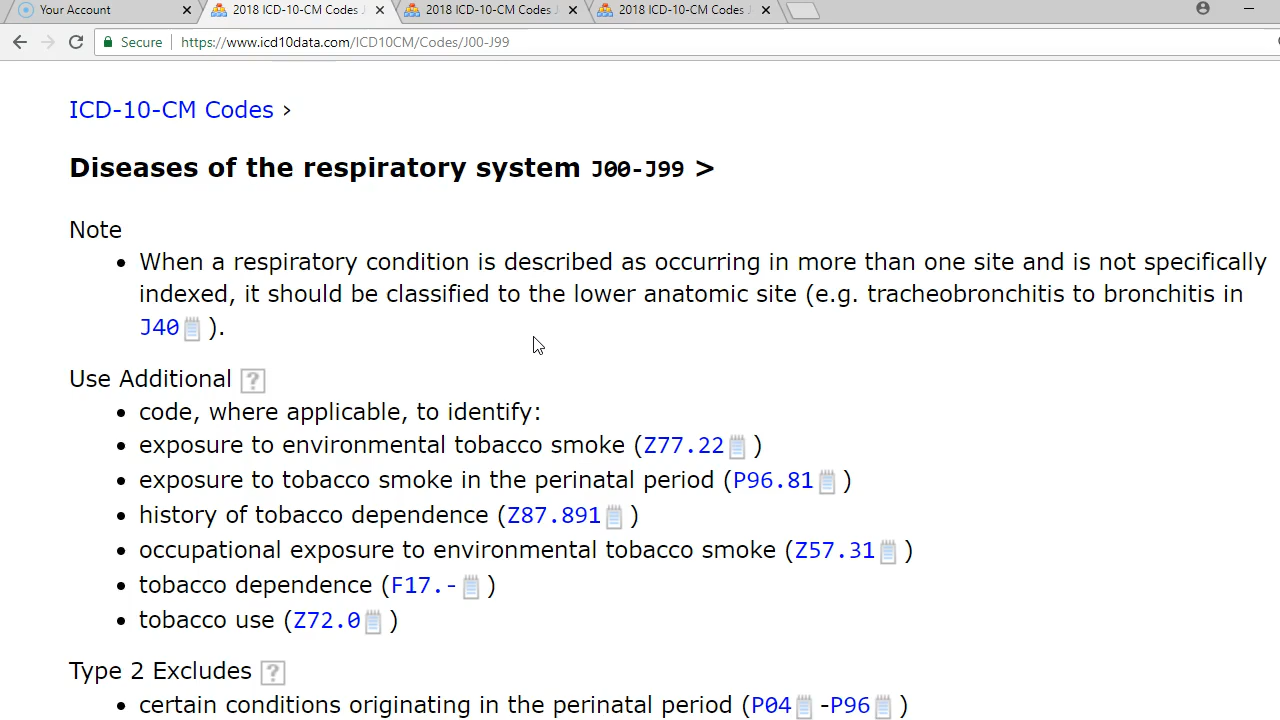 Your Account
2018 ICD-10-CM Codes
2018 ICD-10-CM Codes
2018 ICD-10-CM Codes
Secure https://www.icd10data.com/ICD10CM/Codes/J00-J99
ICD-10-CM Codes ›
Diseases of the respiratory system J00-J99 >
Note
• When a respiratory condition is described as occurring in more than one site and is not specifically
indexed, it should be classified to the lower anatomic site (e.g. tracheobronchitis to bronchitis in
J40 ).
Use Additional ?
• code, where applicable, to identify:
• exposure to environmental tobacco smoke (Z77.22 )
• exposure to tobacco smoke in the perinatal period (P96.81 )
• history of tobacco dependence (Z87.891 )
• occupational exposure to environmental tobacco smoke (Z57.31 )
• tobacco dependence (F17.- )
• tobacco use (Z72.0 )
Type 2 Excludes ?
• certain conditions originating in the perinatal period (P04 -P96 )